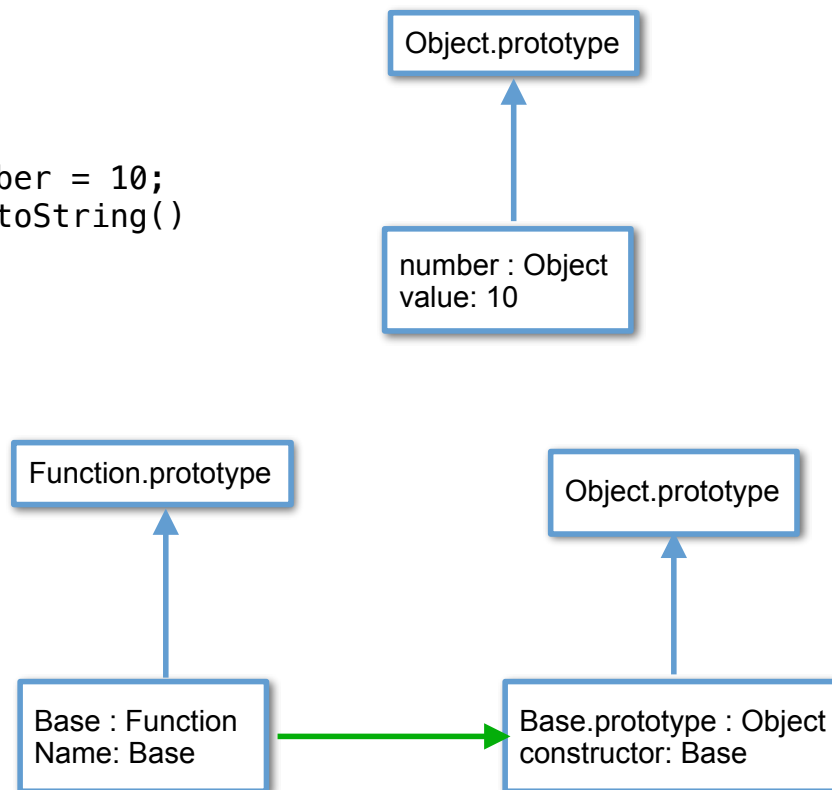 Object.prototype
ber = 10;
toString()
number : Object
value: 10
Function.prototype
Object.prototype
Base : Function
Name: Base
Base.prototype : Object
constructor: Base